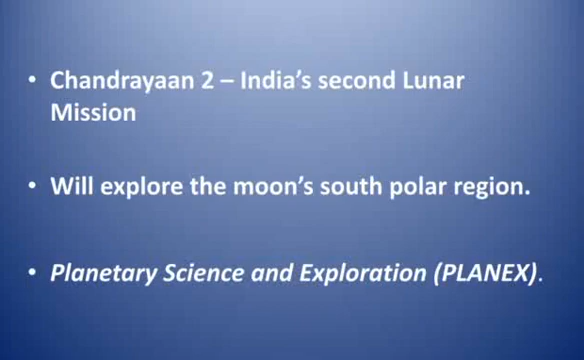 • Chandrayaan 2 – India’s second Lunar
Mission
• Will explore the moon’s south polar region.
• Planetary Science and Exploration (PLANEX).